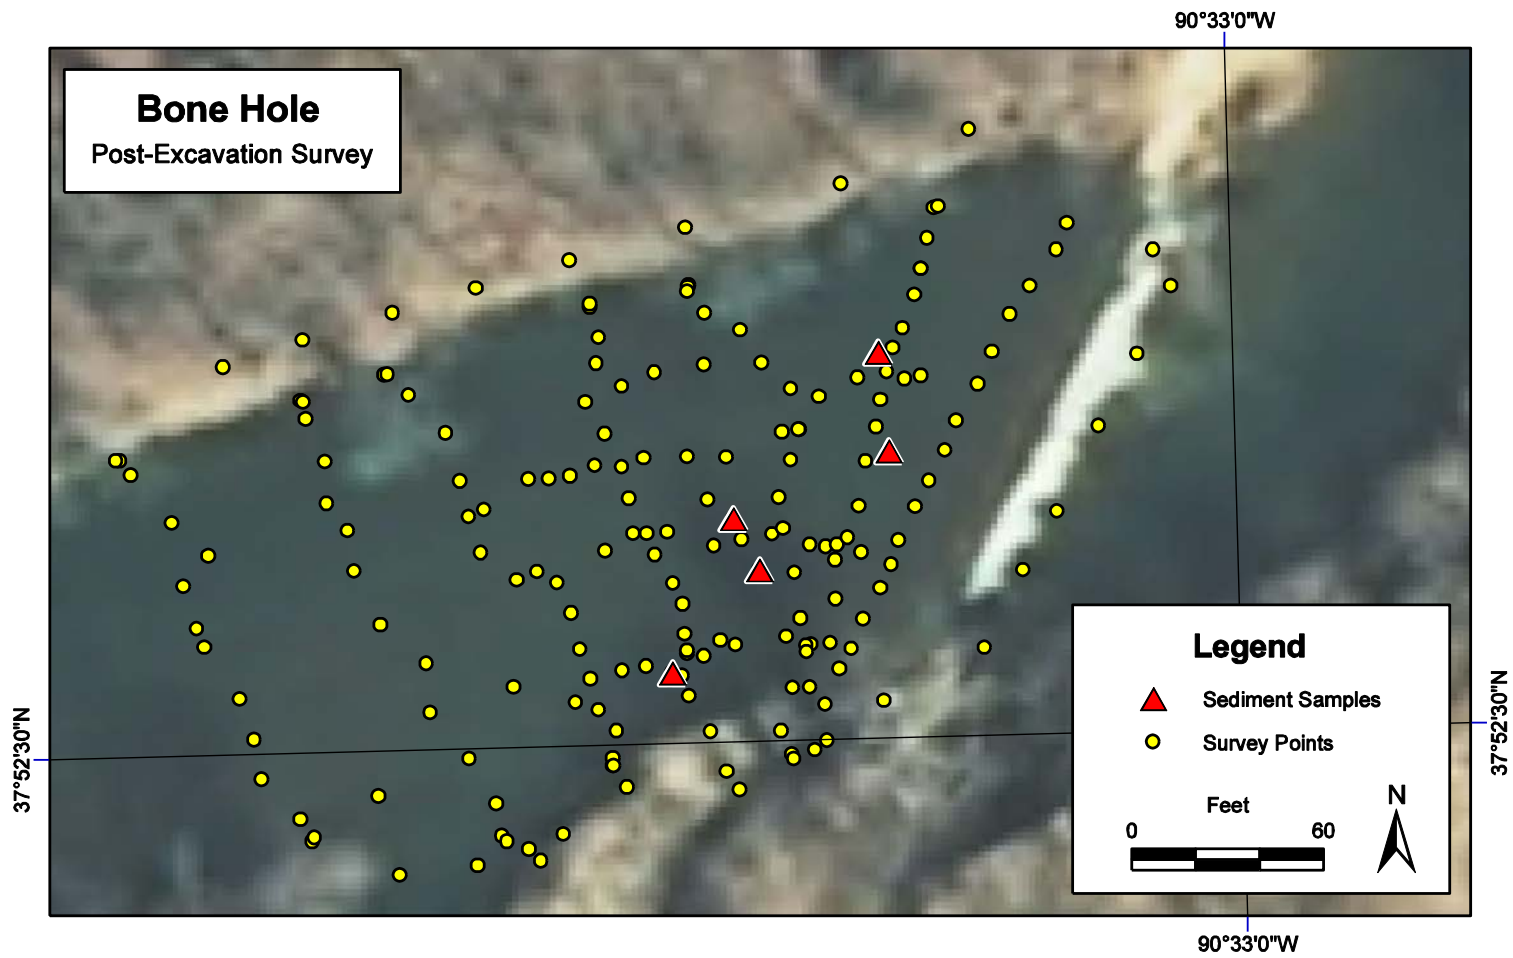 90°33'0"W
Bone Hole
Post-Excavation Survey
37°52'30"N
37°52'30"N
Legend
Sediment Samples
Survey Points
Feet
0 60
N
90°33'0"W